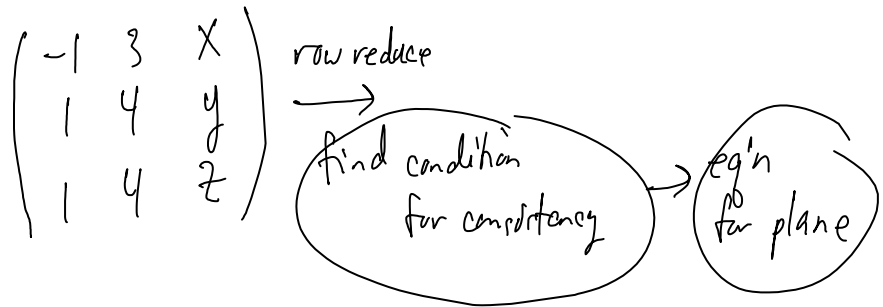 -1 3 x
row reduce
1 4 y
1 4 z
find condition
for consistency
eq'n
for plane